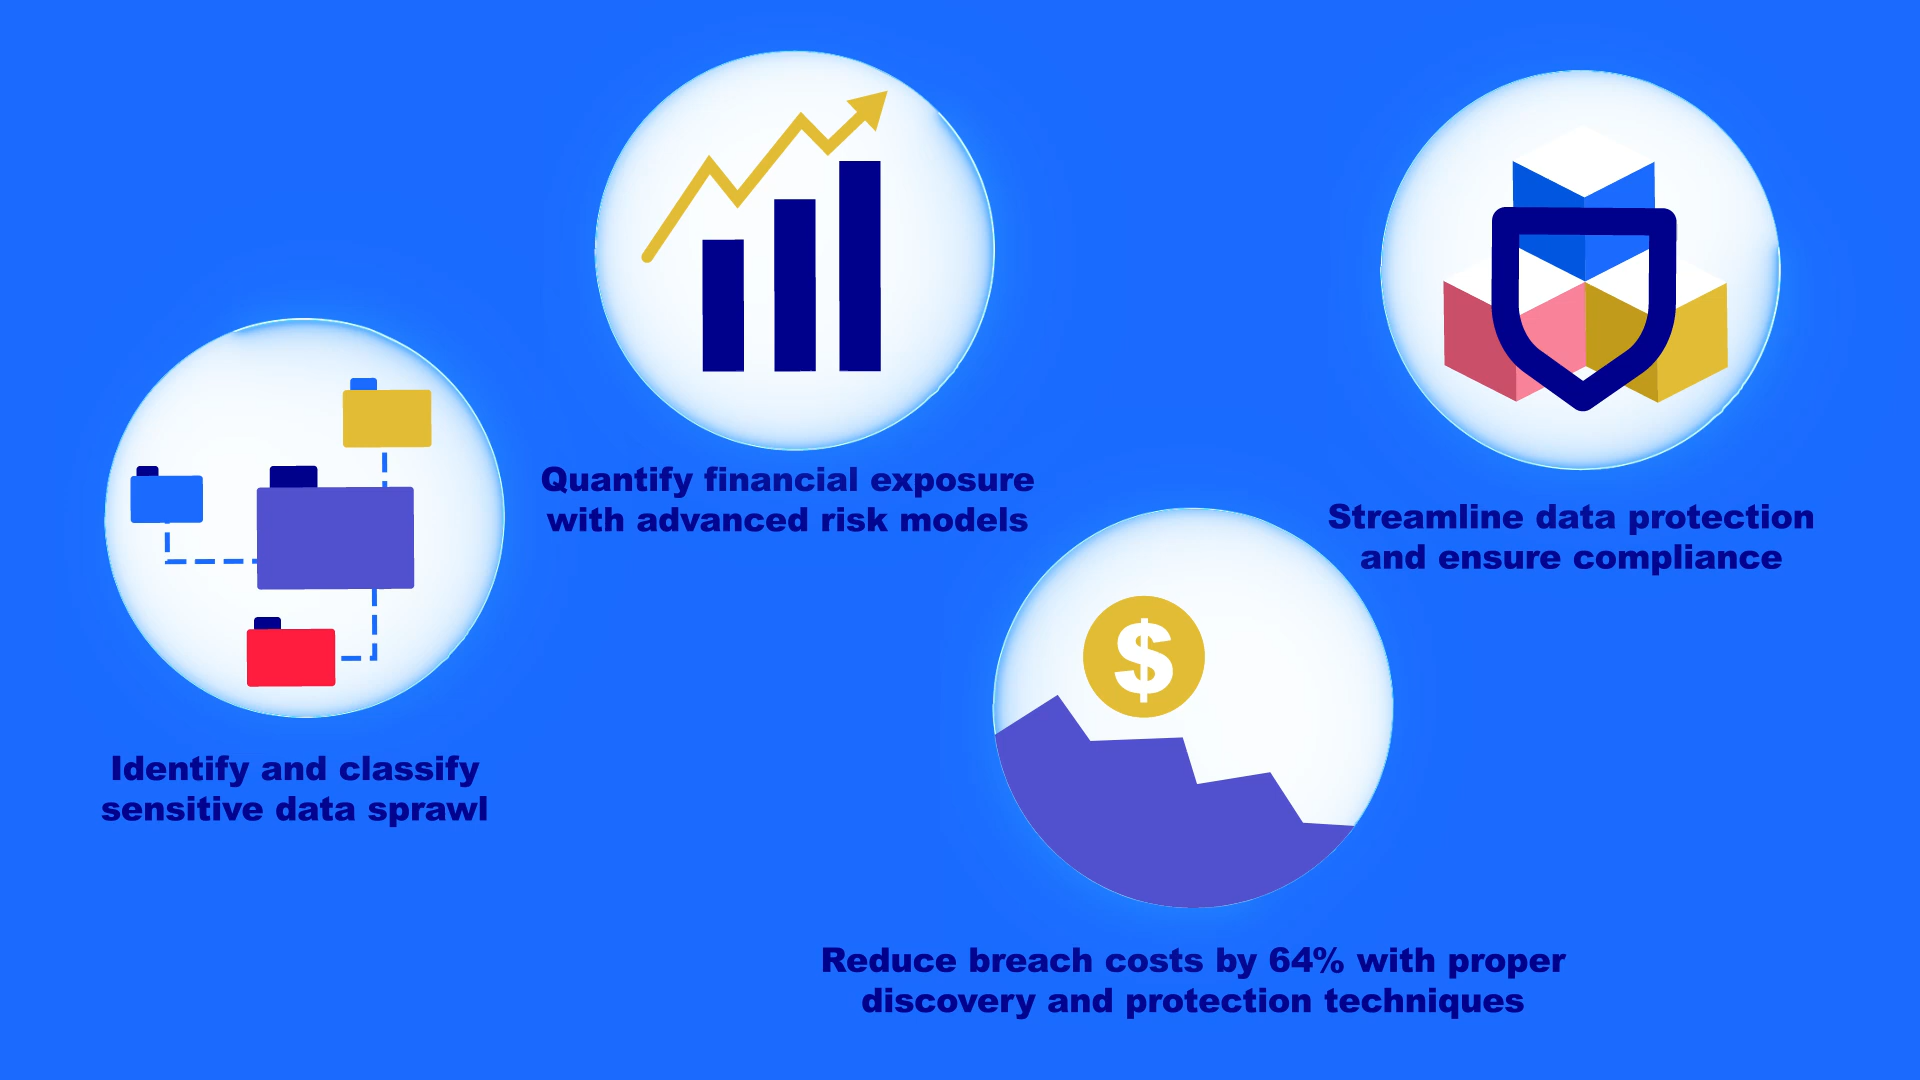 Identify and classify
sensitive data sprawl
Quantify financial exposure
with advanced risk models
$
Reduce breach costs by 64% with proper
discovery and protection techniques
Streamline data protection
and ensure compliance